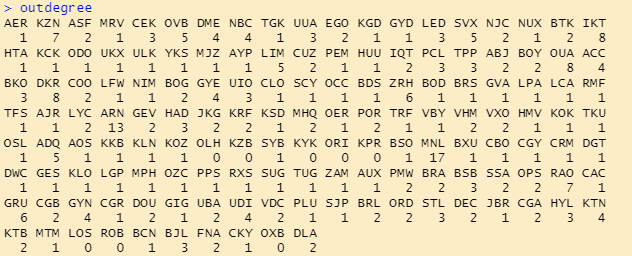 > outdegree
AER KZN ASF MRV CEK OVB DME NBC TGK UUA EGO KGD GYD LED SVX NJC NUX BTK IKT
1 7 2 1 3 5 4 4 1 3 2 1 1 3 5 2 1 2 8
HTA KCK ODO UKX ULK YKS MJZ AYP LIM CUZ PEM HUU IQT PCL TPP ABJ BOY OUA ACC
1 1 1 1 1 1 1 1 5 2 1 1 2 3 3 2 2 8 4
BKO DKR COO LFW NIM BOG GYE UIO CLO SCY OCC BDS ZRH BOD BRS GVA LPA LCA RMF
3 8 2 1 1 2 4 3 1 1 1 1 6 1 1 1 1 1 1
TFS AJR LYC ARN GEV HAD JKG KRF KSD MHQ OER POR TRF VBY VHM VXO HMV KOK TKU
1 1 2 13 2 3 2 2 1 2 1 2 1 1 2 2 1 1 1
OSL ADQ AOS KKB KLN KOZ OLH KZB SYB KYK ORI KPR BSO MNL BXU CBO CGY CRM DGT
1 5 1 1 1 1 0 0 1 0 0 0 1 17 1 1 1 1 1
DWC GES KLO LGP MPH OZC PPS RXS SUG TUG ZAM AUX PMW BRA BSB SSA OPS RAO CAC
1 1 1 1 1 1 1 1 1 1 1 2 2 3 2 2 7 1
GRU CGB GYN CGR DOU GIG UBA UDI VDC PLU SJP BRL ORD STL DEC JBR CGA HYL KTN
6 2 4 1 2 1 2 4 2 1 1 2 2 3 2 1 2 3 4
KTB MTM LOS ROB BCN BJL FNA CKY OXB DLA
2 1 0 0 1 3 2 1 0 2